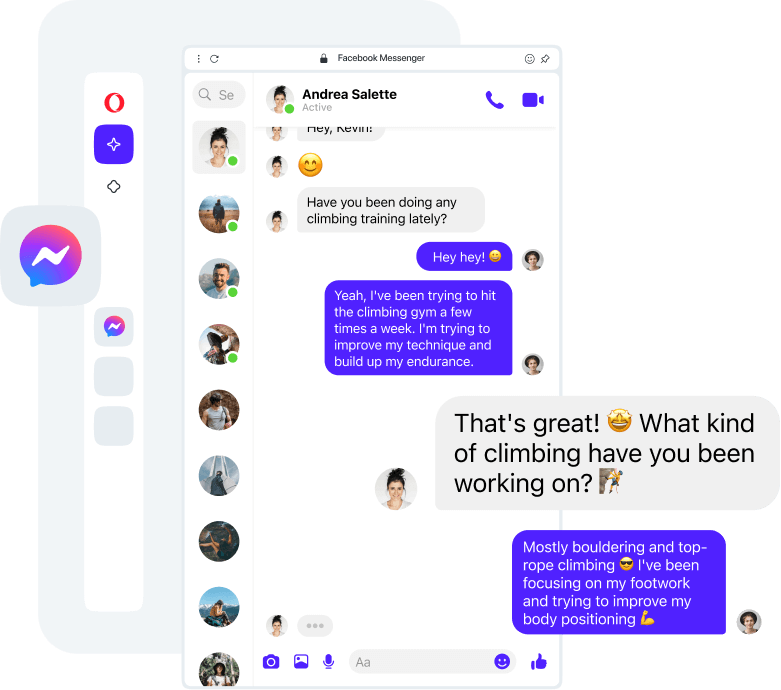 Facebook Messenger
Se
Andrea Salette
Active
Hey, Kevin!
😊
Have you been doing any
climbing training lately?
Hey hey! 😄
Yeah, I've been trying to hit
the climbing gym a few
times a week. I'm trying to
improve my technique and
build up my endurance.
That's great! 🤩 What kind
of climbing have you been
working on? 🧗
Mostly bouldering and top-
rope climbing 😎 I've been
focusing on my footwork
and trying to improve my
body positioning 💪
Aa